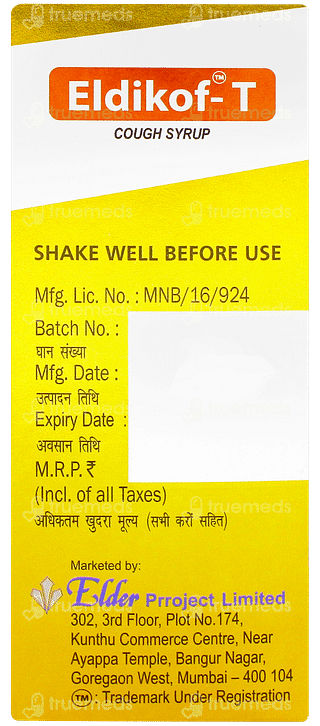 Eldikof-™T
COUGH SYRUP
SHAKE WELL BEFORE USE
Mfg. Lic. No. : MNB/16/924
Batch No. :
घान संख्या
Mfg. Date :
उत्पादन तिथि
Expiry Date :
अवसान तिथि
M.R.P. ₹
(Incl. of all Taxes)
अधिकतम खुदरा मूल्य (सभी करों सहित)
Marketed by:
Elder Prroject Limited
302, 3rd Floor, Plot No.174,
Kunthu Commerce Centre, Near
Ayappa Temple, Bangur Nagar,
Goregaon West, Mumbai – 400 104
TM : Trademark Under Registration
truemeds